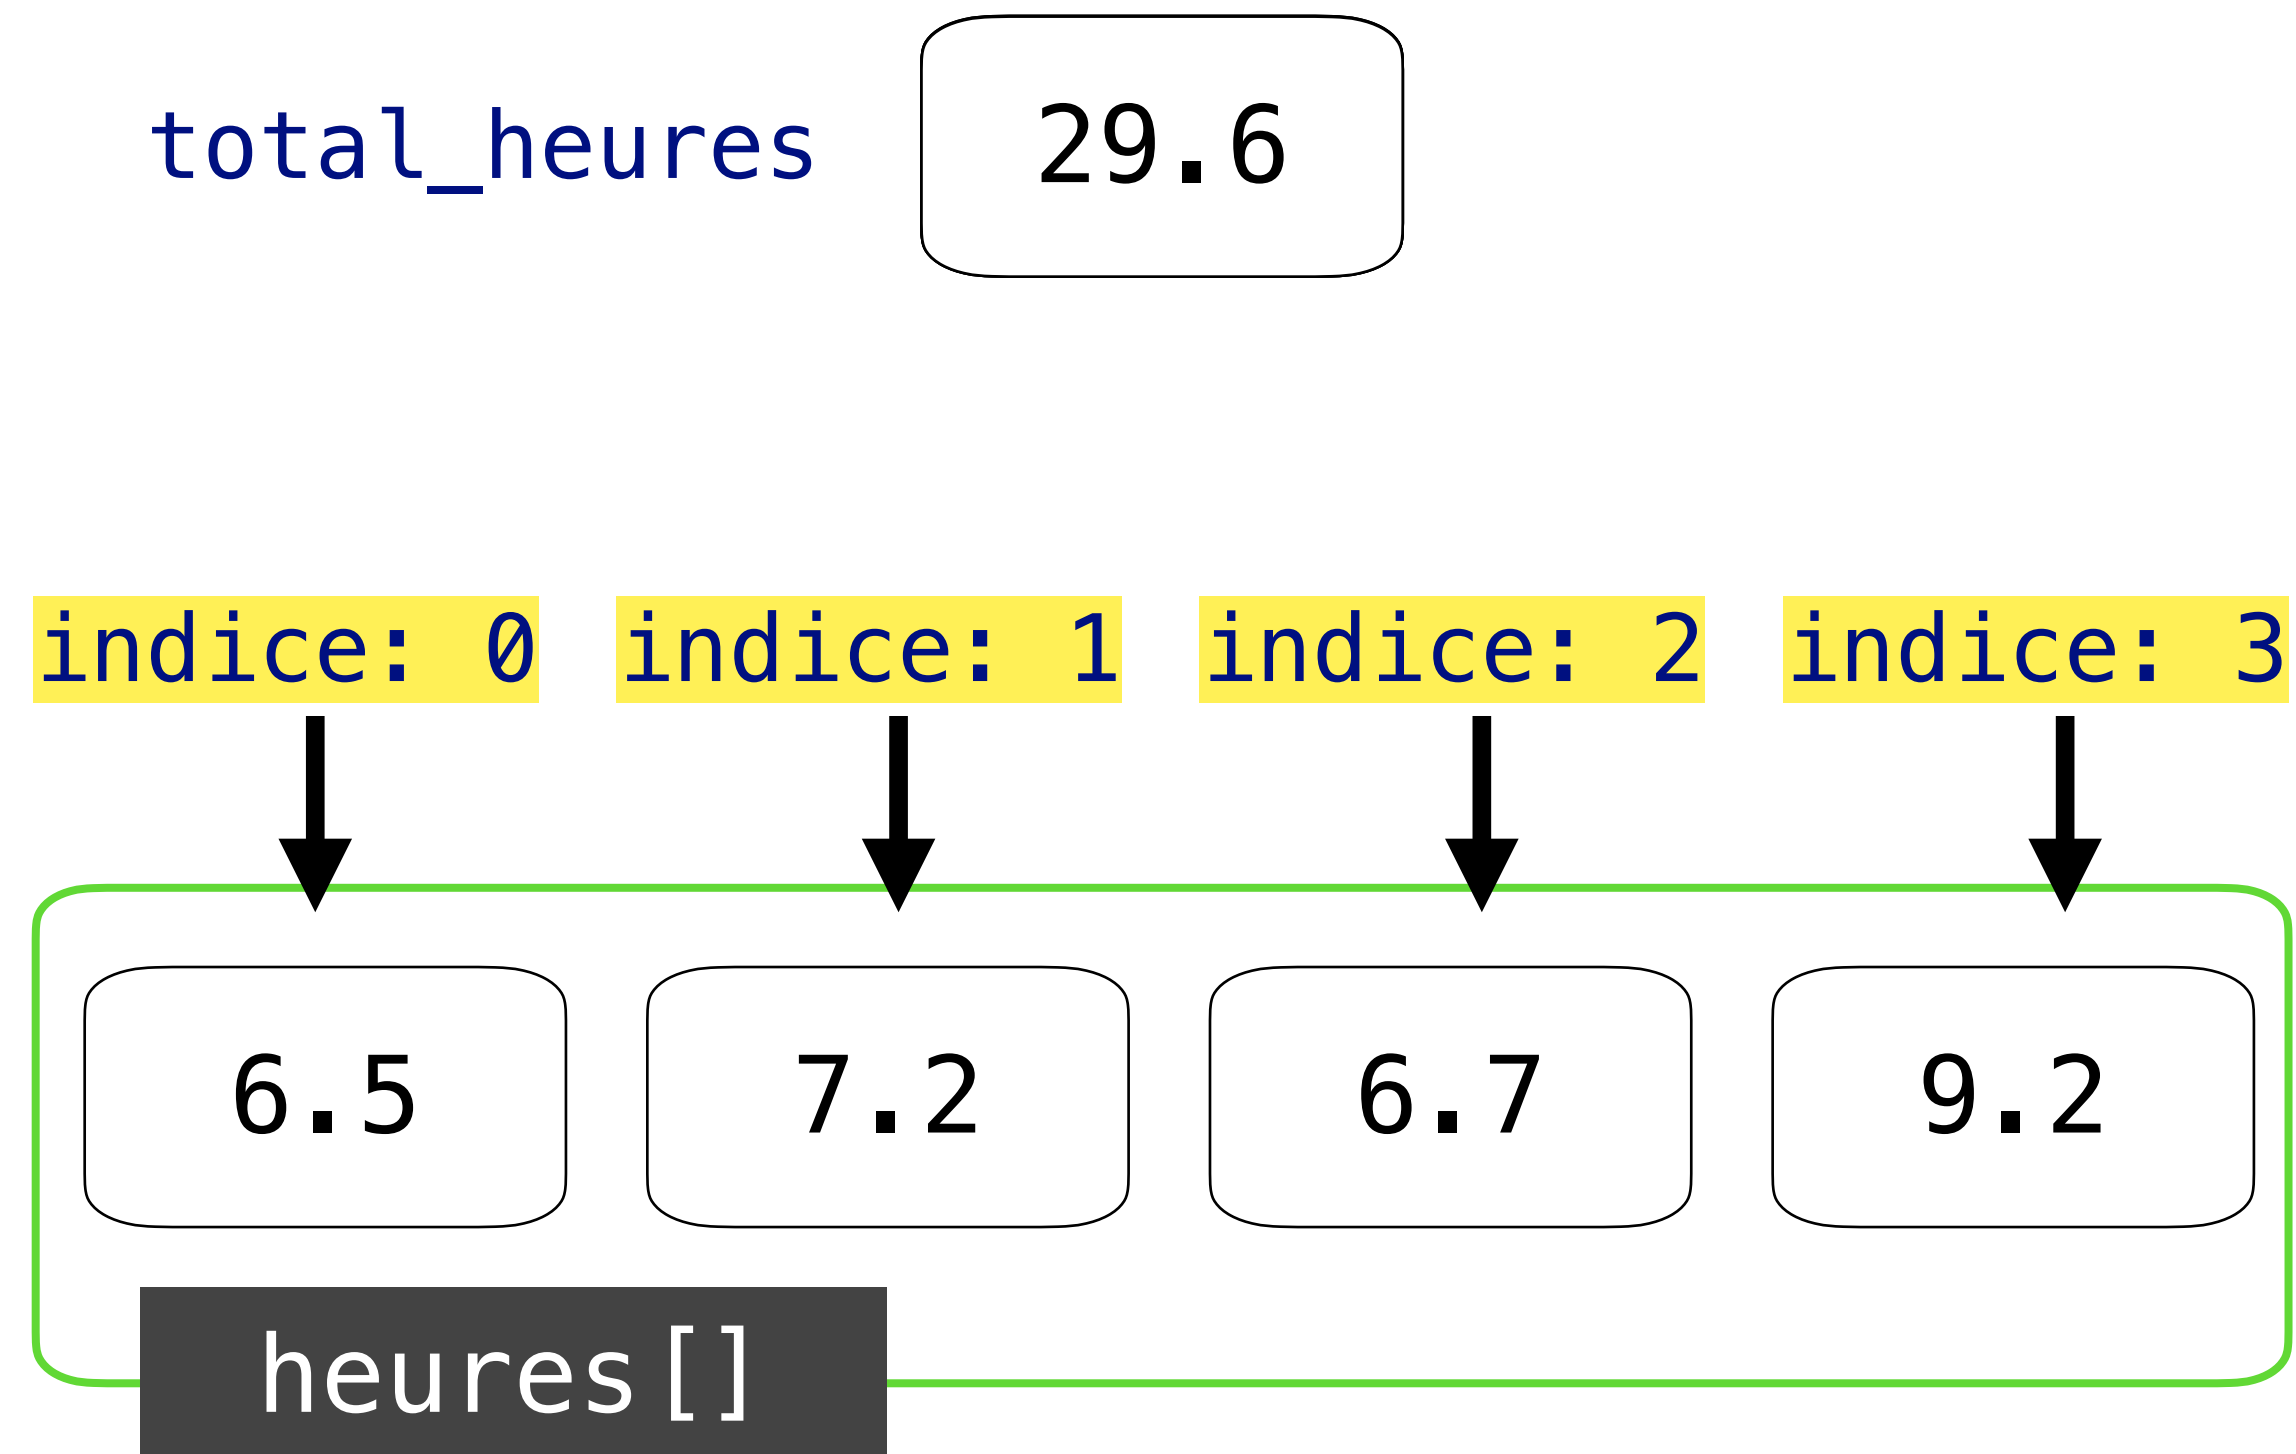 total_heures 29.6
indice: 0 indice: 1 indice: 2 indice: 3
6.5 7.2 6.7 9.2
heures[]